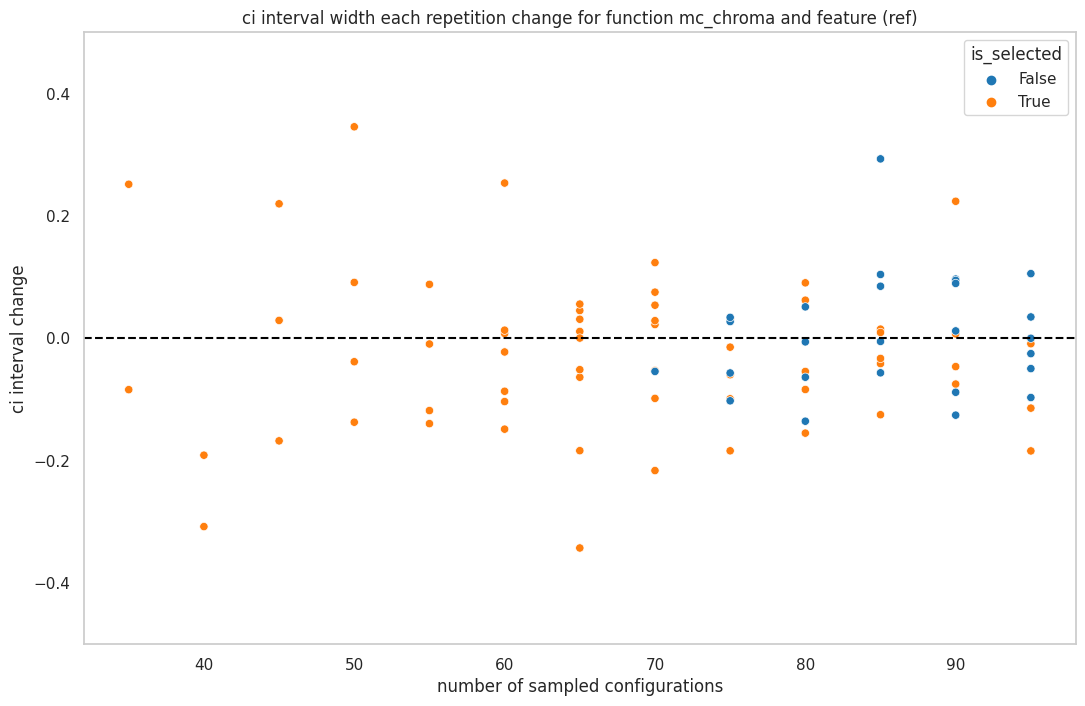 ci interval width each repetition change for function mc_chroma and feature (ref)
is_selected
False
True
ci interval change
0.4
0.2
0.0
−0.2
−0.4
40 50 60 70 80 90
number of sampled configurations